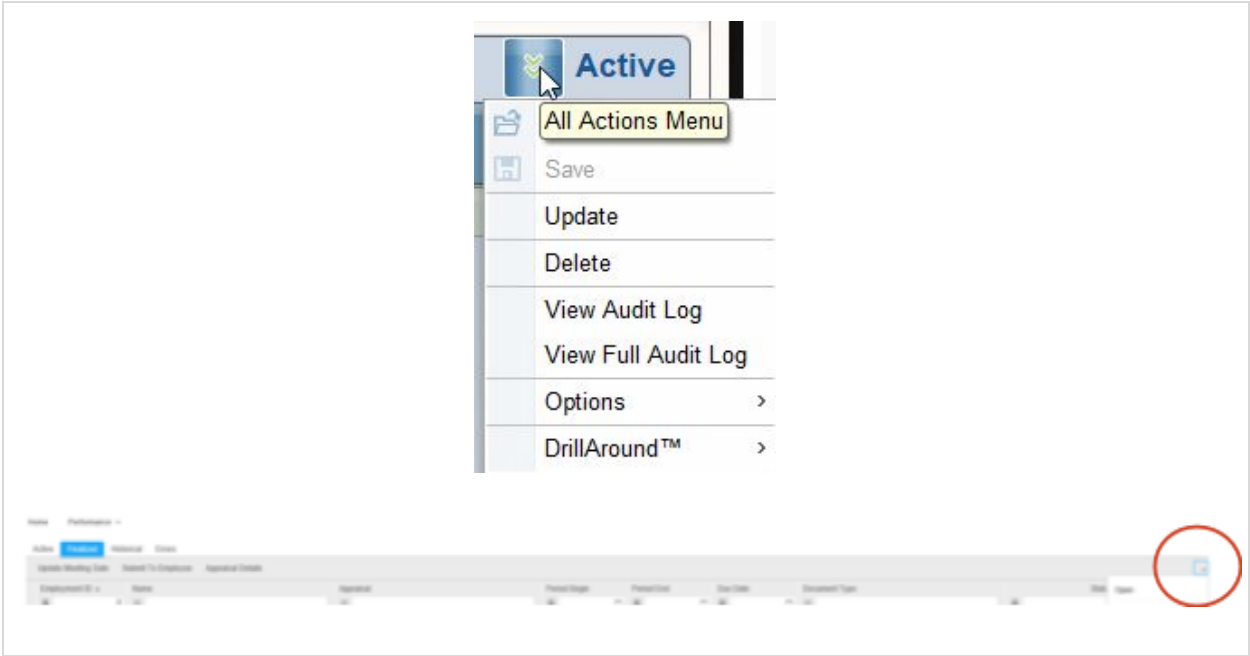 Active
All Actions Menu
Save
Update
Delete
View Audit Log
View Full Audit Log
Options
DrillAround™
Home Performance
Active Finalized Historical Errors
Update Meeting Date Submit To Employee Appraisal Details
Employment ID Name Appraisal Period Begin Period End Due Date Document Type
Open